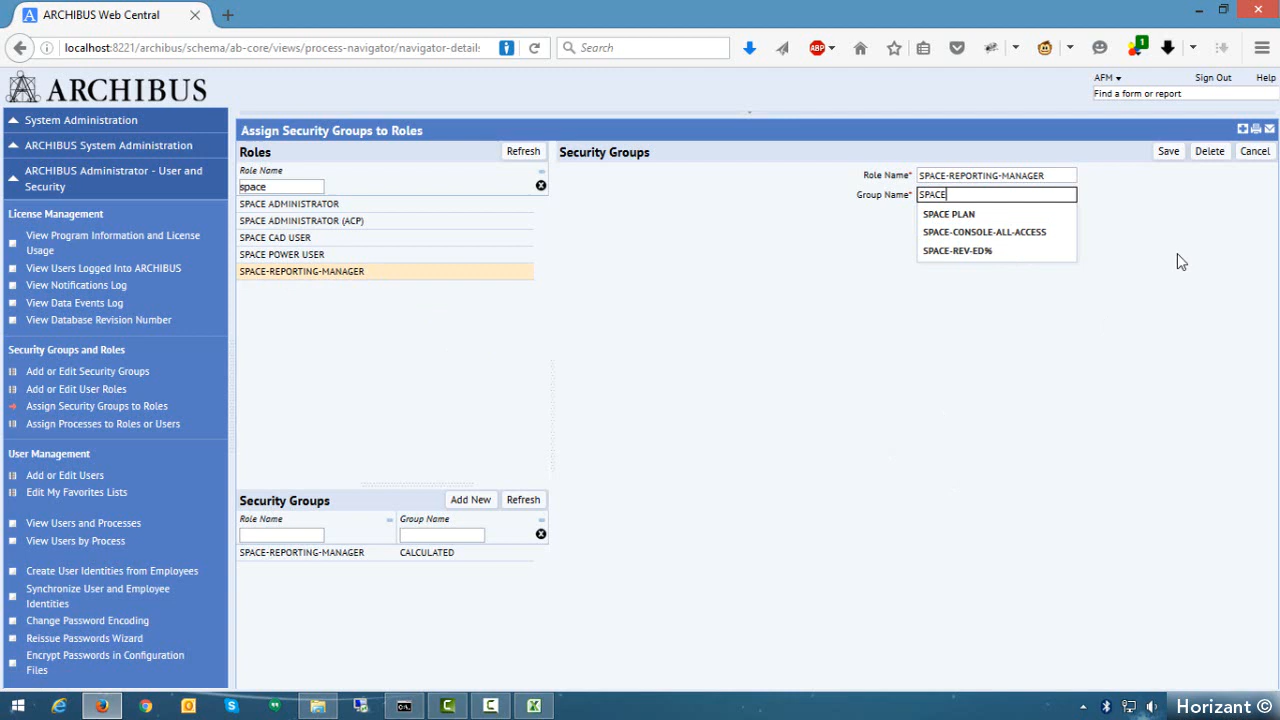 ARCHIBUS Web Central
localhost:8221/archibus/schema/ab-core/views/process-navigator/navigator-details
Search
ABP
1
ARCHIBUS
AFM
Sign Out
Help
Find a form or report
System Administration
ARCHIBUS System Administration
ARCHIBUS Administrator - User and
Security
License Management
View Program Information and License
Usage
View Users Logged Into ARCHIBUS
View Notifications Log
View Data Events Log
View Database Revision Number
Security Groups and Roles
Add or Edit Security Groups
Add or Edit User Roles
Assign Security Groups to Roles
Assign Processes to Roles or Users
User Management
Add or Edit Users
Edit My Favorites Lists
View Users and Processes
View Users by Process
Create User Identities from Employees
Synchronize User and Employee
Identities
Change Password Encoding
Reissue Passwords Wizard
Encrypt Passwords in Configuration
Files
Assign Security Groups to Roles
Roles
Refresh
Role Name
space
SPACE ADMINISTRATOR
SPACE ADMINISTRATOR (ACP)
SPACE CAD USER
SPACE POWER USER
SPACE-REPORTING-MANAGER
Security Groups
Add New
Refresh
Role Name
Group Name
SPACE-REPORTING-MANAGER
CALCULATED
Security Groups
Save
Delete
Cancel
Role Name*
SPACE-REPORTING-MANAGER
Group Name*
SPACE
SPACE PLAN
SPACE-CONSOLE-ALL-ACCESS
SPACE-REV-ED%
Horizant ©